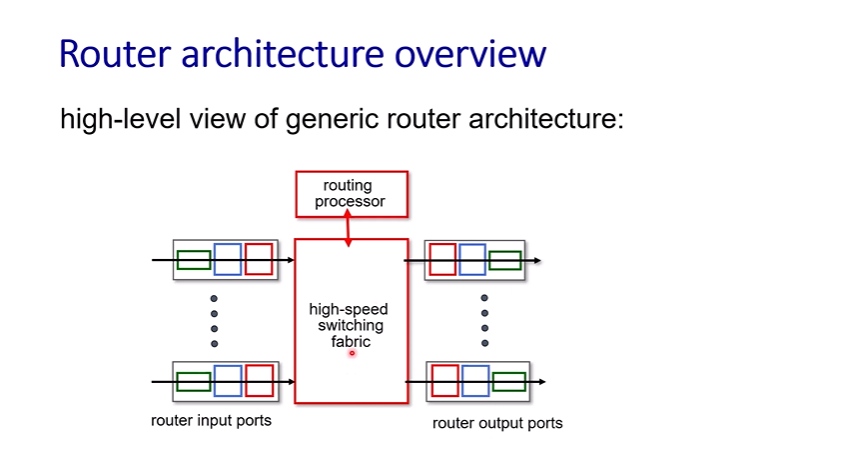 Router architecture overview
high-level view of generic router architecture:
routing
processor
high-speed
switching
fabric
router input ports
router output ports